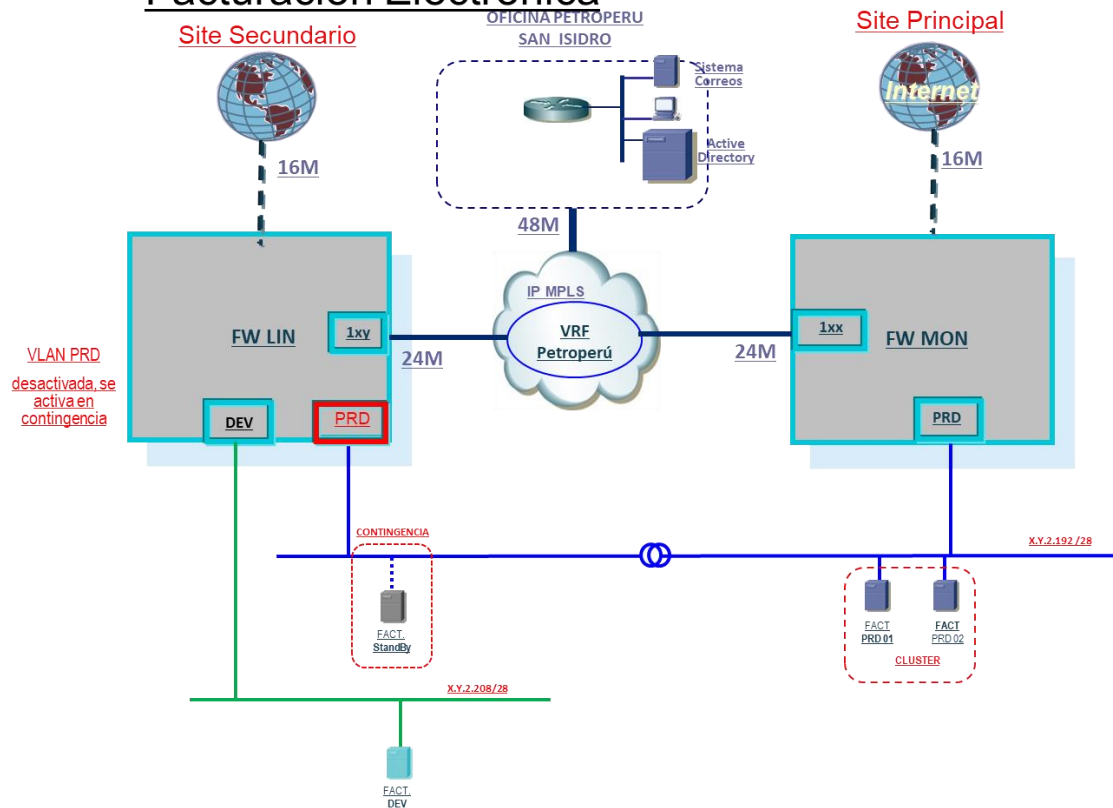 Facturación Electrónica
Site Secundario
OFICINA PETROPERU
SAN ISIDRO
Site Principal
Sistema
Correos
Internet
Active
Directory
16M
16M
48M
IP MPLS
VRF
Petroperú
FW LIN
1xy
24M
24M
1xx
FW MON
VLAN PRD
desactivada, se
activa en
contingencia
DEV
PRD
PRD
CONTINGENCIA
X.Y.2.192 /28
FACT.
StandBy
FACT
PRD 01
FACT
PRD 02
CLUSTER
X.Y.2.208/28
FACT.
DEV